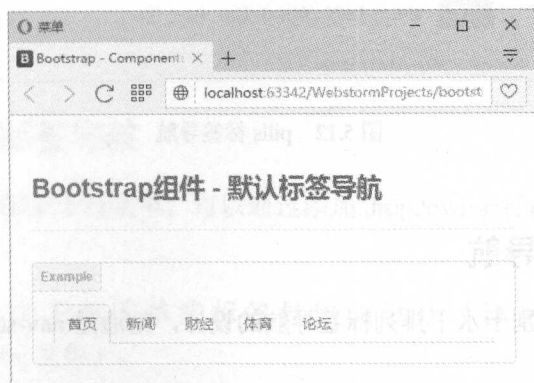 菜单
Bootstrap - Component
localhost:63342/WebstormProjects/bootst
Bootstrap组件 - 默认标签导航
Example
首页 新闻 财经 体育 论坛